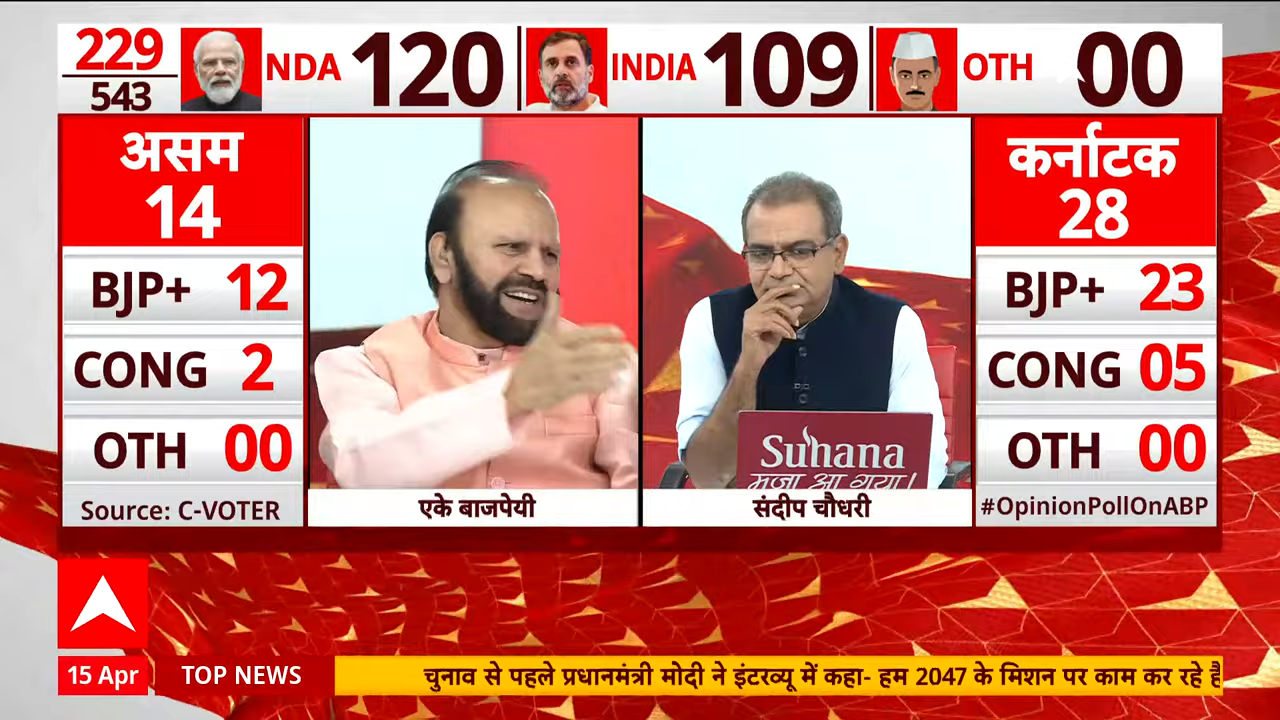 229
543
NDA 120
INDIA 109
OTH 00
असम
14
BJP+ 12
CONG 2
OTH 00
Source: C-VOTER
Suhana
मज़ा आ गया!
एके बाजपेयी
संदीप चौधरी
कर्नाटक
28
BJP+ 23
CONG 05
OTH 00
#OpinionPollOnABP
15 Apr
TOP NEWS
चुनाव से पहले प्रधानमंत्री मोदी ने इंटरव्यू में कहा- हम 2047 के मिशन पर काम कर रहे हैं